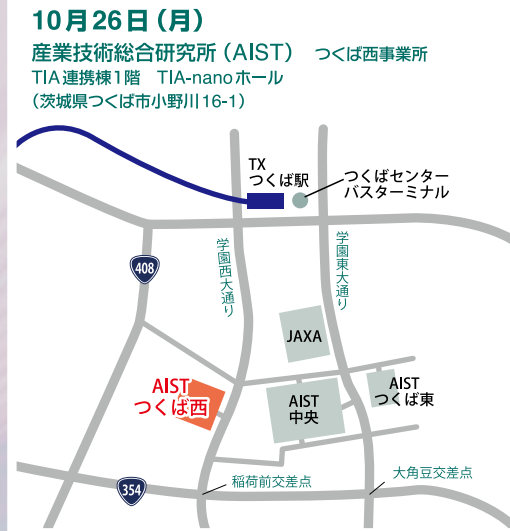 10月26日(月)
産業技術総合研究所(AIST) つくば西事業所
TIA連携棟1階 TIA-nanoホール
(茨城県つくば市小野川16-1)
TX
つくば駅
つくばセンター
バスターミナル
408
学園西大通り
学園東大通り
JAXA
AIST
つくば西
AIST
中央
AIST
つくば東
354
稲荷前交差点
大角豆交差点